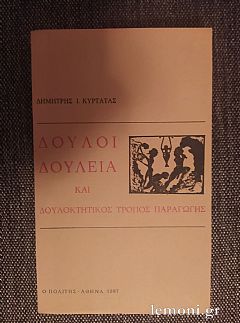 ΔΗΜΗΤΡΗΣ Ι. ΚΥΡΤΑΤΑΣ
ΔΟΥΛΟΙ
ΔΟΥΛΕΙΑ
ΚΑΙ
ΔΟΥΛΟΚΤΗΤΙΚΟΣ ΤΡΟΠΟΣ ΠΑΡΑΓΩΓΗΣ
Ο ΠΟΛΙΤΗΣ - ΑΘΗΝΑ 1987
lemoni.gr